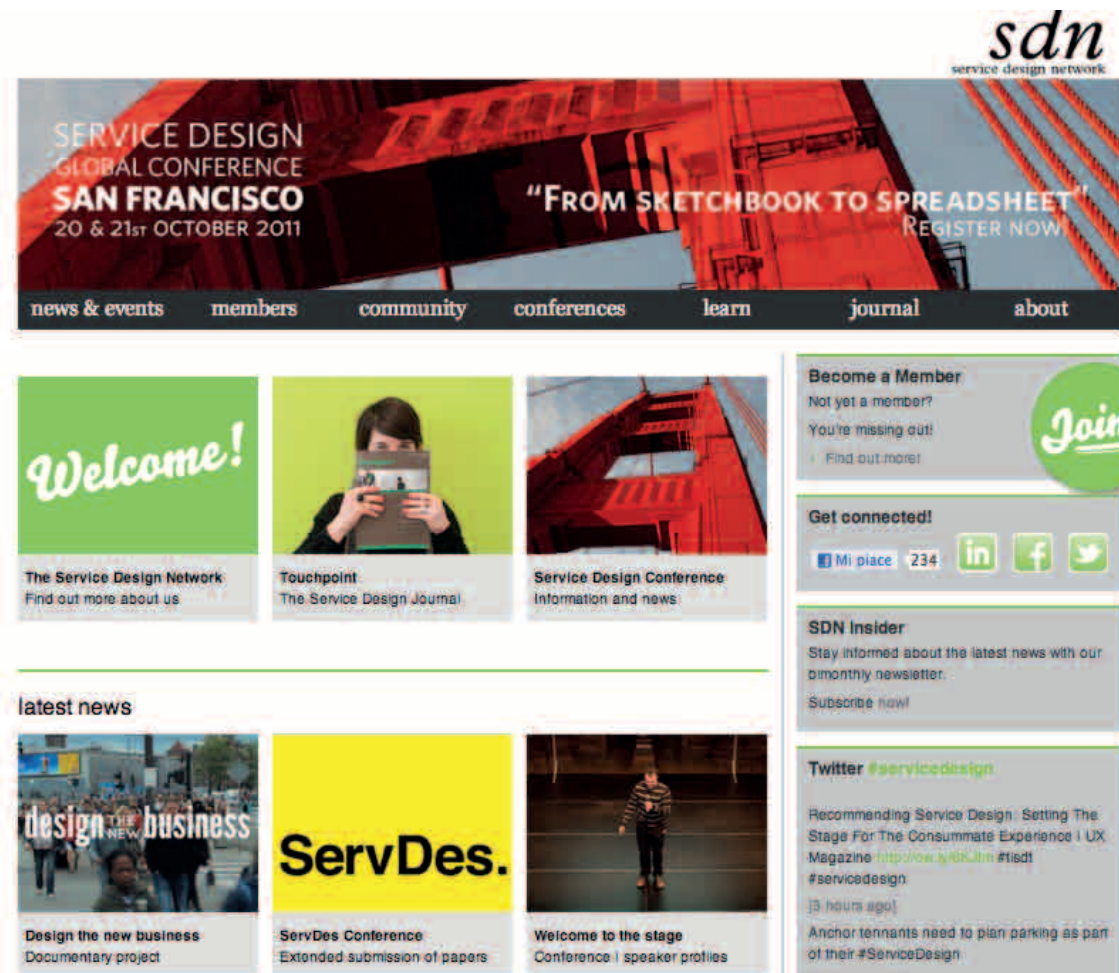 sdn
service design network
SERVICE DESIGN
GLOBAL CONFERENCE
SAN FRANCISCO
20 & 21ST OCTOBER 2011
"FROM SKETCHBOOK TO SPREADSHEET"
REGISTER NOW!
news & events members community conferences learn journal about
Welcome!
The Service Design Network
Find out more about us
Touchpoint
The Service Design Journal
Service Design Conference
Information and news
Become a Member
Not yet a member?
You're missing out!
Find out more!
Join
Get connected!
Mi piace 234
in f
SDN Insider
Stay informed about the latest news with our
bimonthly newsletter.
Subscribe now!
latest news
design THE NEW business
Design the new business
Documentary project
ServDes.
ServDes Conference
Extended submission of papers
Welcome to the stage
Conference | speaker profiles
Twitter #servicedesign
Recommending Service Design: Setting The
Stage For The Consummate Experience | UX
Magazine #tisdt
#servicedesign
[3 hours ago]
Anchor tennants need to plan parking as part
of their #ServiceDesign